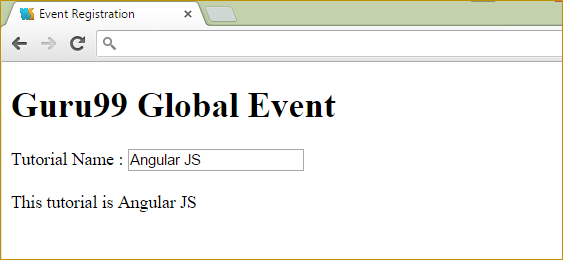 Event Registration
Guru99 Global Event
Tutorial Name : Angular JS
This tutorial is Angular JS